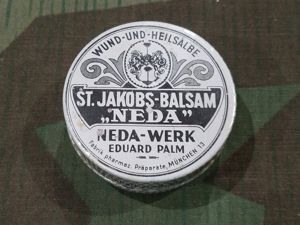 WUND-UND-HEILSALBE
ST. JAKOBS-BALSAM
„NEDA”
NEDA-WERK
EDUARD PALM
Fabrik pharmaz. Präparate, MÜNCHEN 13